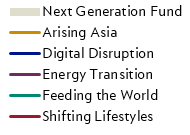 Next Generation Fund
Arising Asia
Digital Disruption
Energy Transition
Feeding the World
Shifting Lifestyles